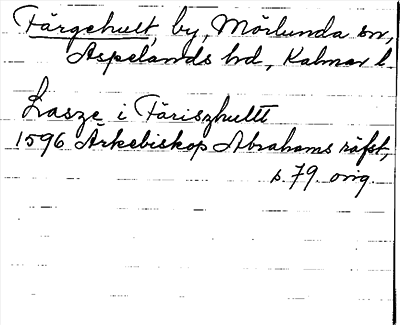 Färgehult, by, Mörlunda sn,
Aspelands hd, Kalmar l.
Lasze i Färiszhultt
1596 Ärkebiskop Abrahams räfst,
s. 79. orig.